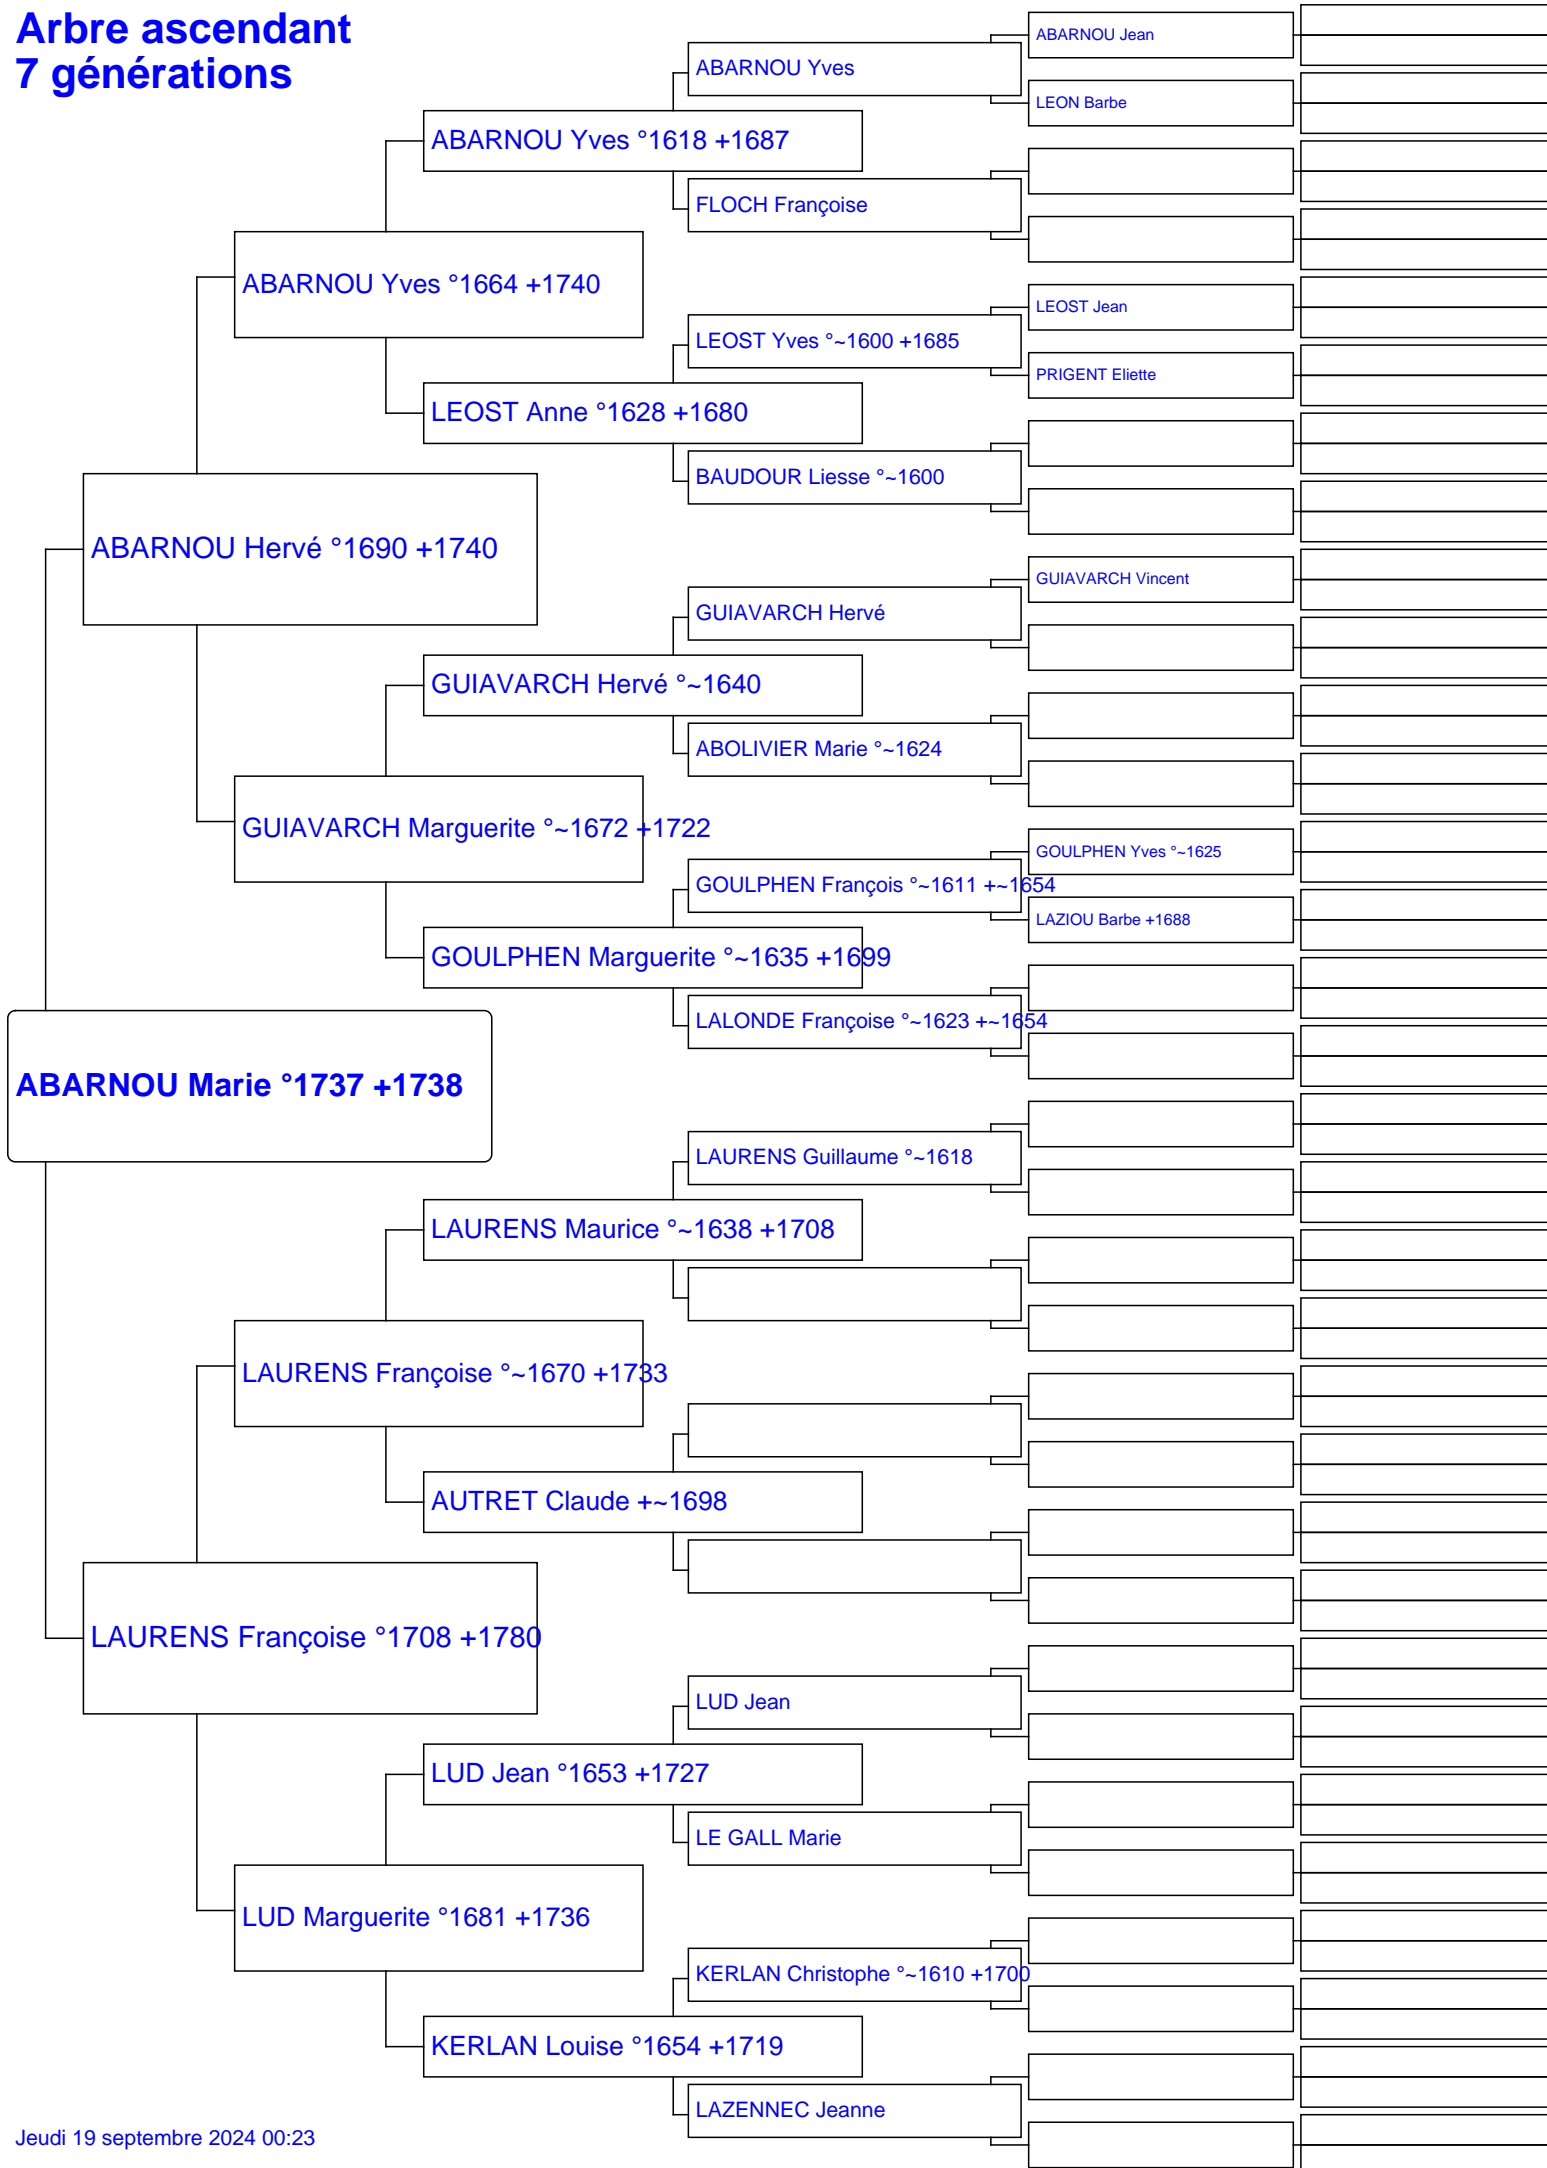 Arbre ascendant
7 générations
ABARNOU Jean
ABARNOU Yves
LEON Barbe
ABARNOU Yves °1618 +1687
FLOCH Françoise
ABARNOU Yves °1664 +1740
LEOST Jean
LEOST Yves °~1600 +1685
PRIGENT Eliette
LEOST Anne °1628 +1680
BAUDOUR Liesse °~1600
ABARNOU Hervé °1690 +1740
GUIAVARCH Vincent
GUIAVARCH Hervé
GUIAVARCH Hervé °~1640
ABOLIVIER Marie °~1624
GUIAVARCH Marguerite °~1672 +1722
GOULPHEN Yves °~1625
GOULPHEN François °~1611 +~1654
LAZIOU Barbe +1688
GOULPHEN Marguerite °~1635 +1699
LALONDE Françoise °~1623 +~1654
ABARNOU Marie °1737 +1738
LAURENS Guillaume °~1618
LAURENS Maurice °~1638 +1708
LAURENS Françoise °~1670 +1733
AUTRET Claude +~1698
LAURENS Françoise °1708 +1780
LUD Jean
LUD Jean °1653 +1727
LE GALL Marie
LUD Marguerite °1681 +1736
KERLAN Christophe °~1610 +1700
KERLAN Louise °1654 +1719
LAZENNEC Jeanne
Jeudi 19 septembre 2024 00:23